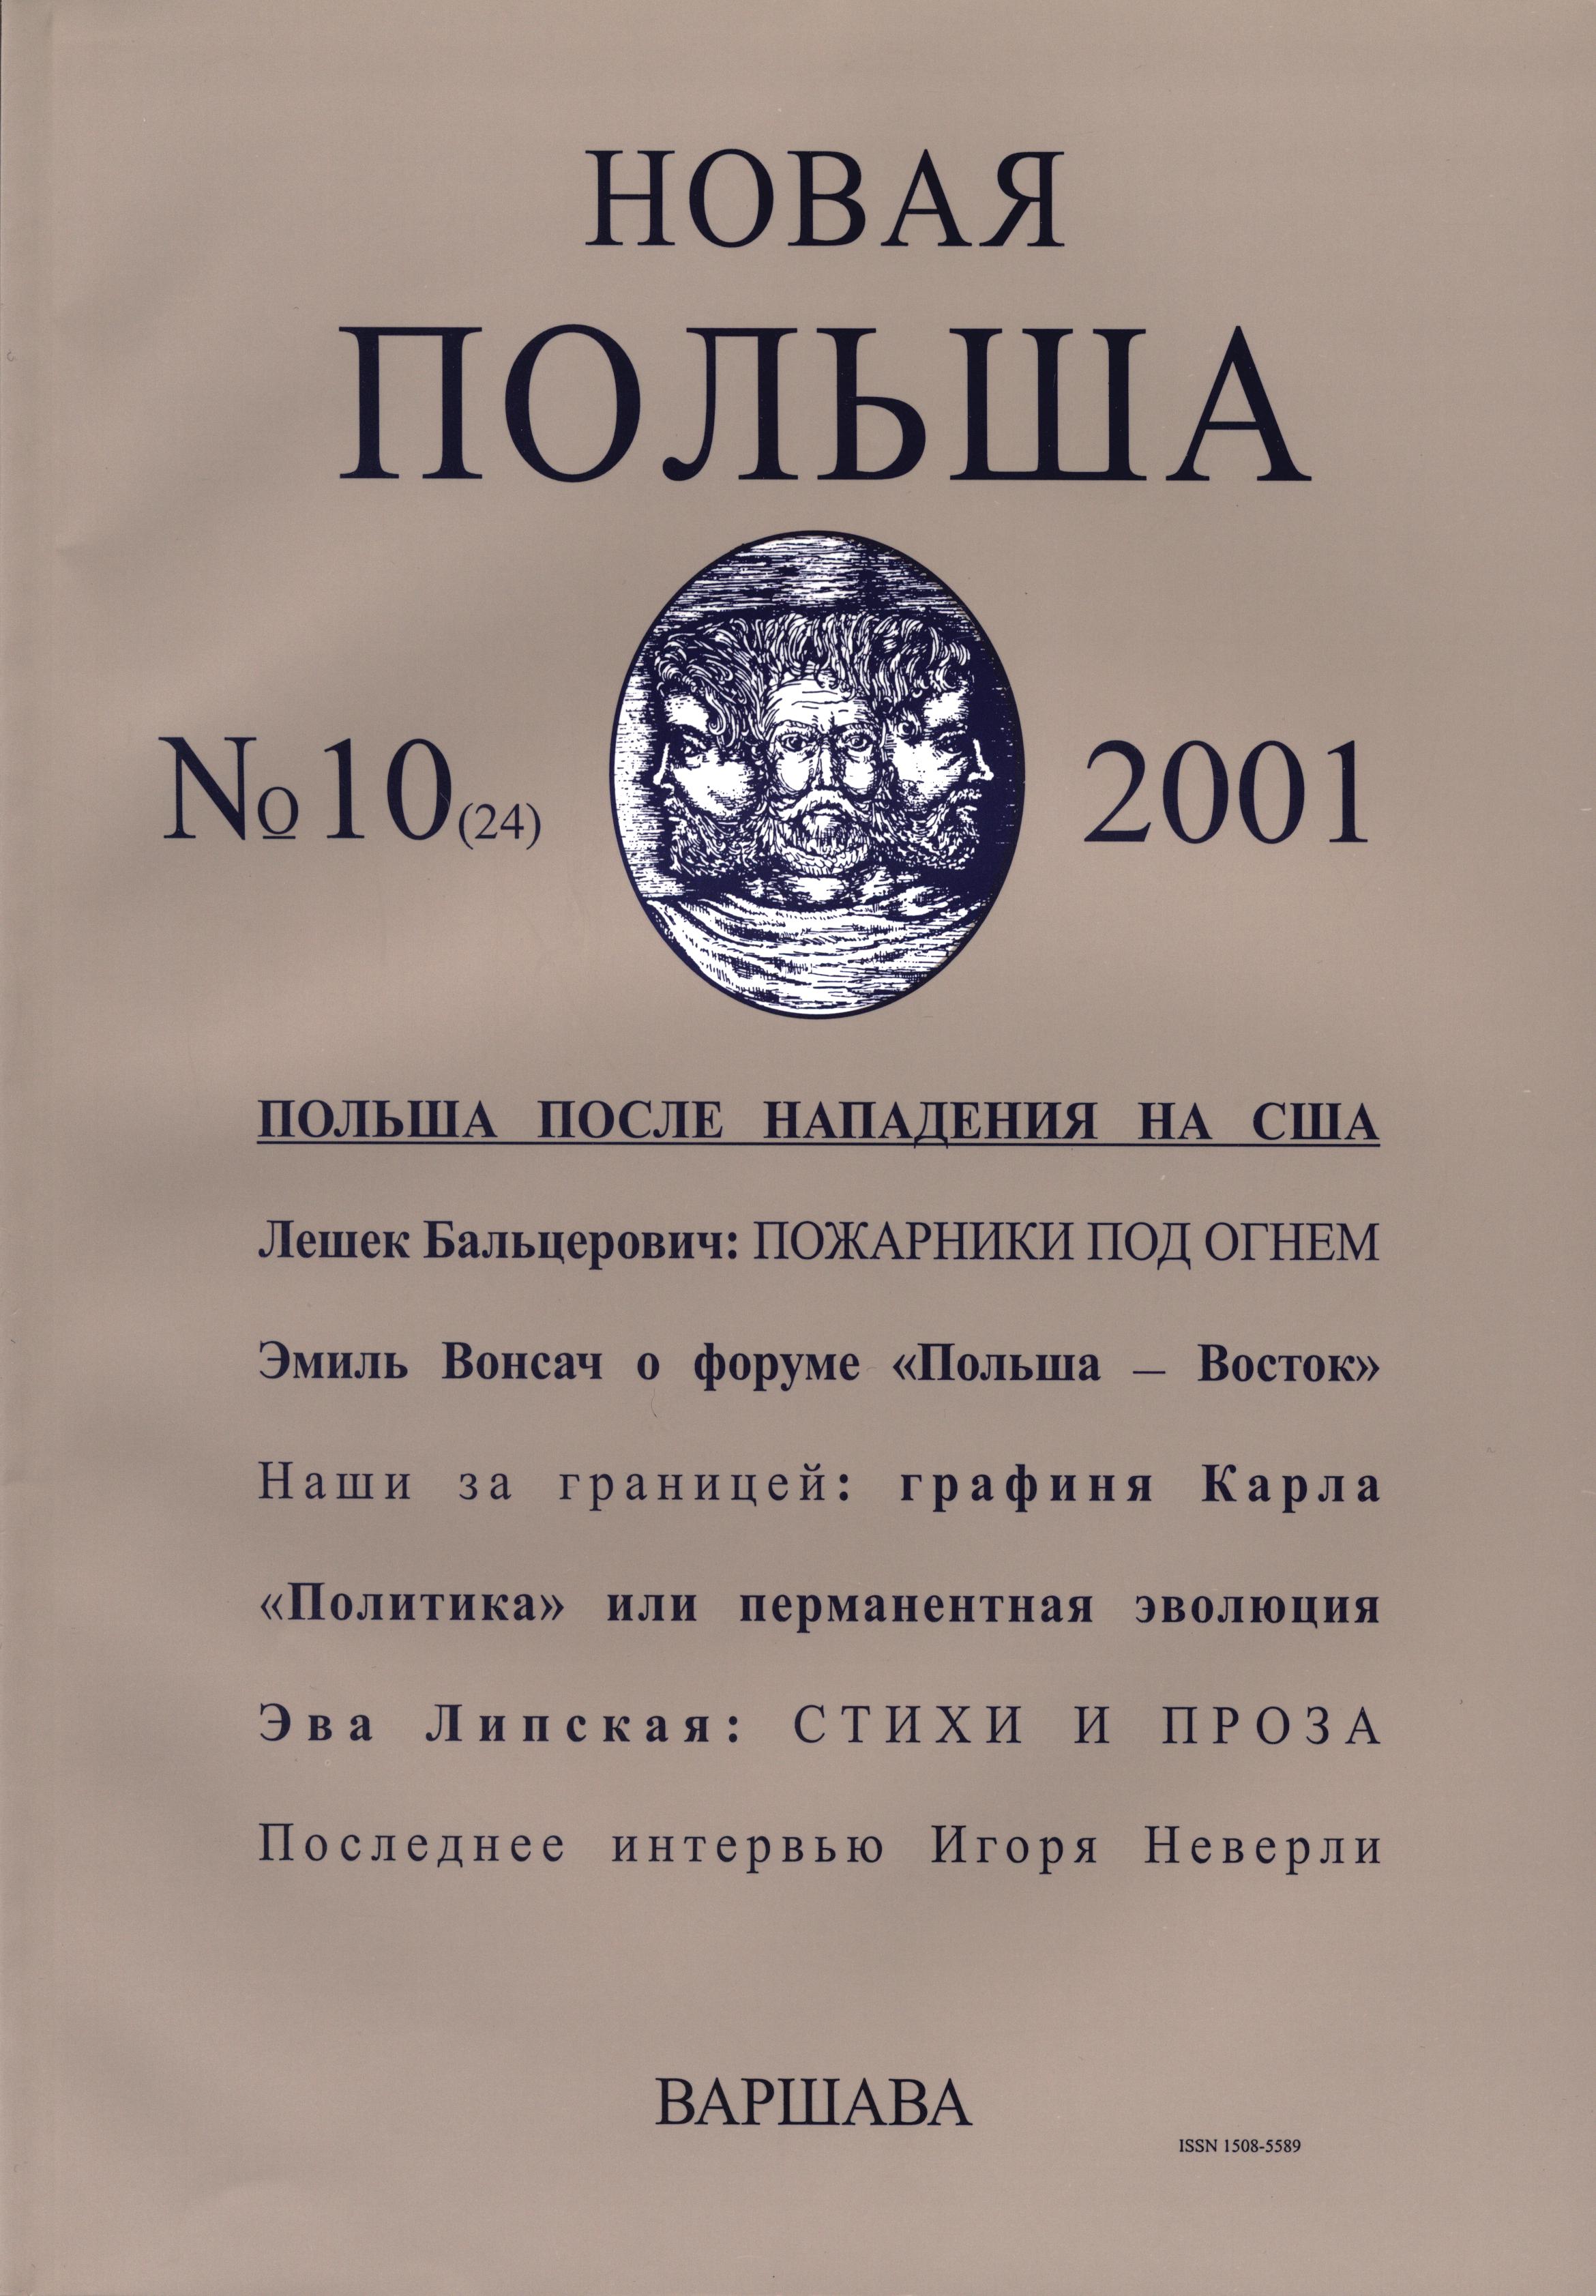 НОВАЯ
ПОЛЬША
№ 10 (24) 2001
ПОЛЬША ПОСЛЕ НАПАДЕНИЯ НА США
Лешек Бальцерович: ПОЖАРНИКИ ПОД ОГНЕМ
Эмиль Вонсач о форуме «Польша – Восток»
Наши за границей: графиня Карла
«Политика» или перманентная эволюция
Эва Липская: СТИХИ И ПРОЗА
Последнее интервью Игоря Неверли
ВАРШАВА
ISSN 1508-5589